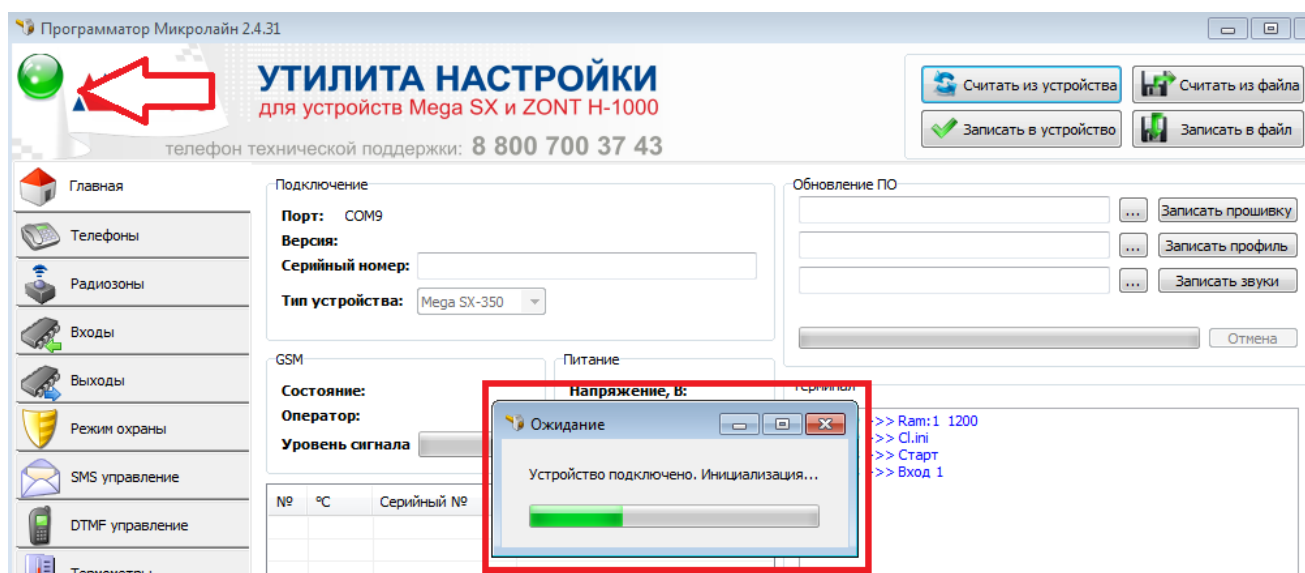 Программатор Микролайн 2.4.31
УТИЛИТА НАСТРОЙКИ
для устройств Mega SX и ZONT H-1000
телефон технической поддержки: 8 800 700 37 43
Считать из устройства
Считать из файла
Записать в устройство
Записать в файл
Главная
Телефоны
Радиозоны
Входы
Выходы
Режим охраны
SMS управление
DTMF управление
Термометры
Подключение
Порт: COM9
Версия:
Серийный номер:
Тип устройства: Mega SX-350
GSM
Состояние:
Оператор:
Уровень сигнала
Питание
Напряжение, В:
№ °C Серийный №
Обновление ПО
... Записать прошивку
... Записать профиль
... Записать звуки
Отмена
Терминал
>> Ram:1 1200
>> Cl.ini
>> Старт
>> Вход 1
Ожидание
Устройство подключено. Инициализация...